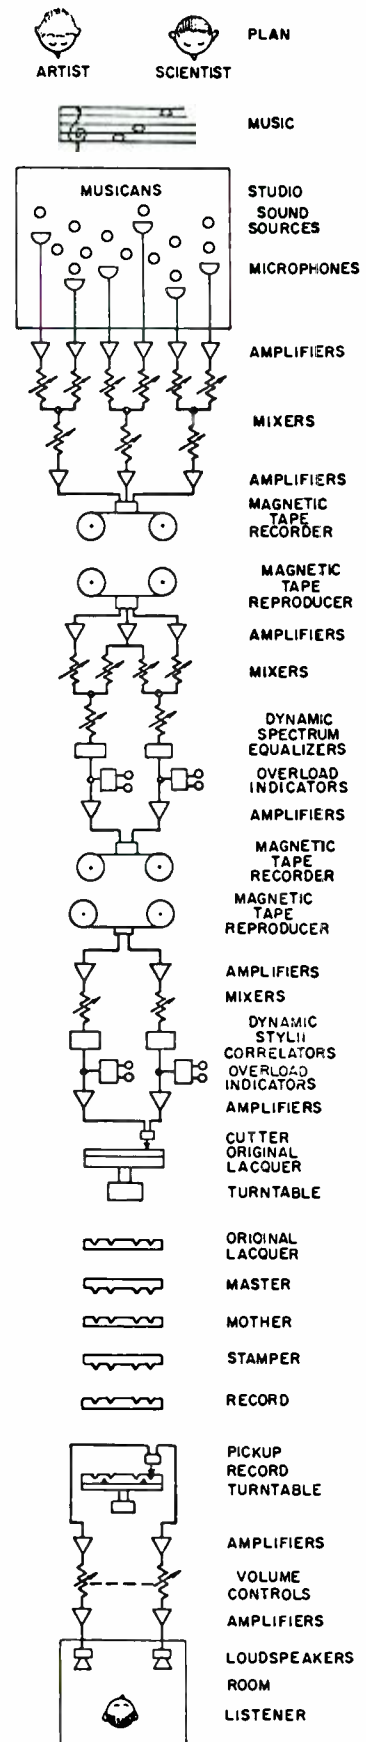 PLAN
ARTIST
SCIENTIST
MUSIC
MUSICANS
STUDIO
SOUND
SOURCES
MICROPHONES
AMPLIFIERS
MIXERS
AMPLIFIERS
MAGNETIC
TAPE
RECORDER
MAGNETIC
TAPE
REPRODUCER
AMPLIFIERS
MIXERS
DYNAMIC
SPECTRUM
EQUALIZERS
OVERLOAD
INDICATORS
AMPLIFIERS
MAGNETIC
TAPE
RECORDER
MAGNETIC
TAPE
REPRODUCER
AMPLIFIERS
MIXERS
DYNAMIC
STYLII
CORRELATORS
OVERLOAD
INDICATORS
AMPLIFIERS
CUTTER
ORIGINAL
LACQUER
TURNTABLE
ORIGINAL
LACQUER
MASTER
MOTHER
STAMPER
RECORD
PICKUP
RECORD
TURNTABLE
AMPLIFIERS
VOLUME
CONTROLS
AMPLIFIERS
LOUDSPEAKERS
ROOM
LISTENER